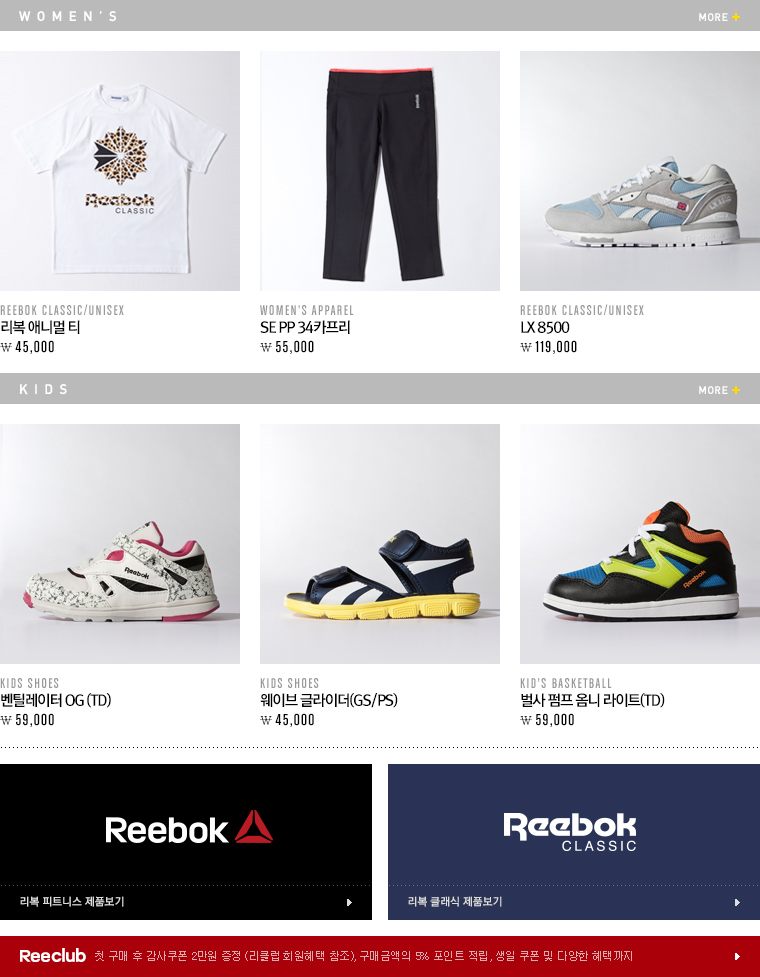 WOMEN'S
MORE +
Reebok
CLASSIC
REEBOK CLASSIC/UNISEX
리복 애니멀 티
₩ 45,000
WOMEN'S APPAREL
SE PP 34카프리
₩ 55,000
REEBOK CLASSIC/UNISEX
LX 8500
₩ 119,000
KIDS
MORE +
Reebok
Reebok
KIDS SHOES
벤틸레이터 OG (TD)
₩ 59,000
KIDS SHOES
웨이브 글라이더(GS/PS)
₩ 45,000
KID'S BASKETBALL
벌사 펌프 옴니 라이트(TD)
₩ 59,000
Reebok
리복 피트니스 제품보기
Reebok
CLASSIC
리복 클래식 제품보기
Reeclub 첫 구매 후 감사쿠폰 2만원 증정 (리클럽 회원혜택 참조), 구매금액의 5% 포인트 적립, 생일 쿠폰 및 다양한 혜택까지